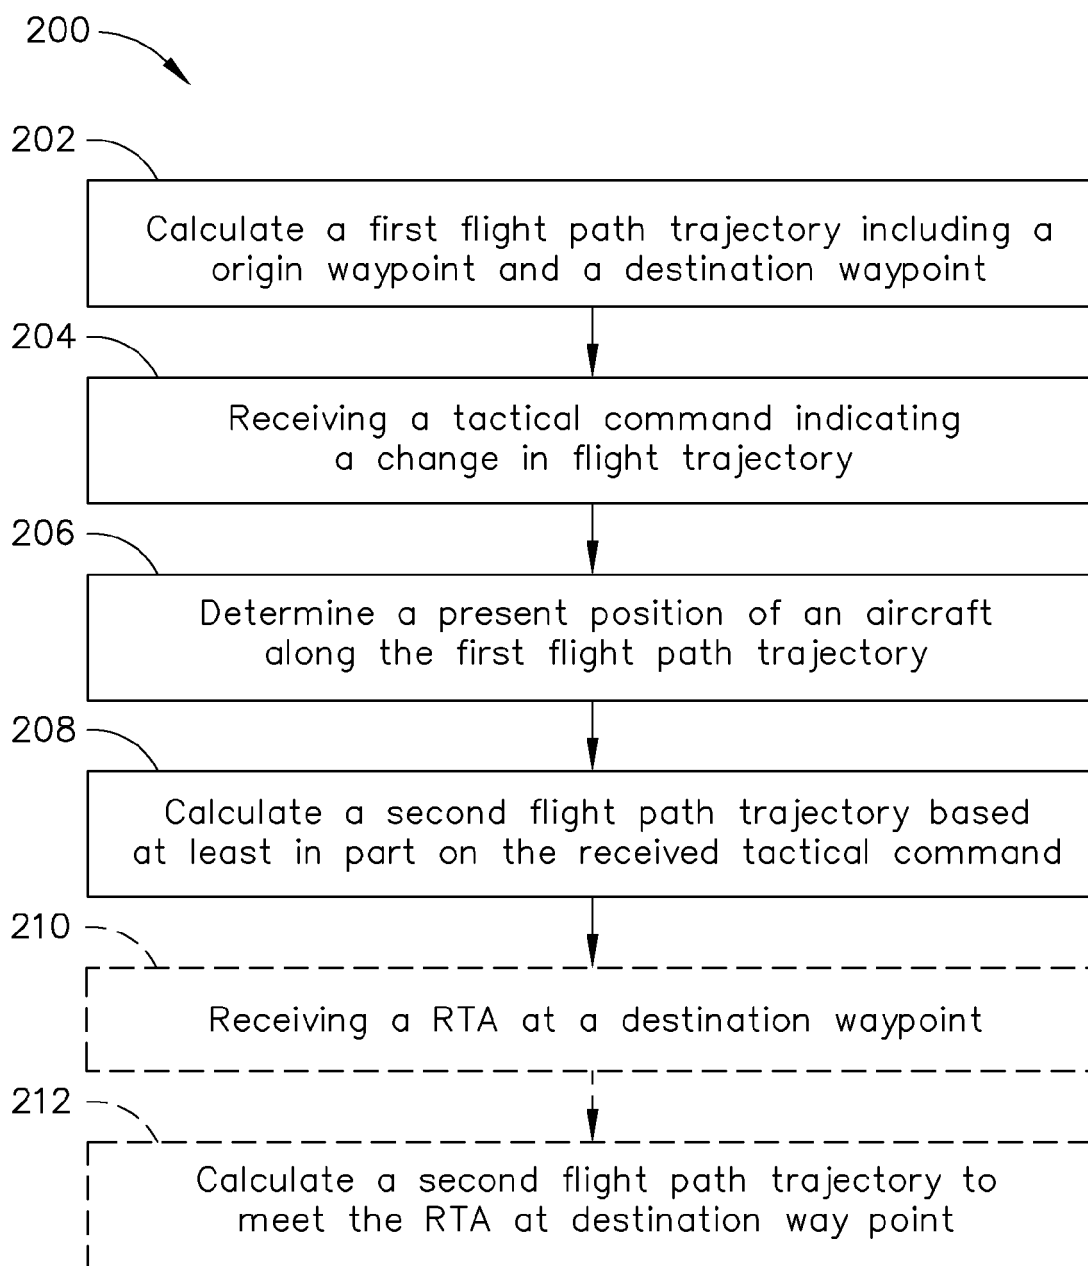 200
202
Calculate a first flight path trajectory including a
origin waypoint and a destination waypoint
204
Receiving a tactical command indicating
a change in flight trajectory
206
Determine a present position of an aircraft
along the first flight path trajectory
208
Calculate a second flight path trajectory based
at least in part on the received tactical command
210
Receiving a RTA at a destination waypoint
212
Calculate a second flight path trajectory to
meet the RTA at destination way point